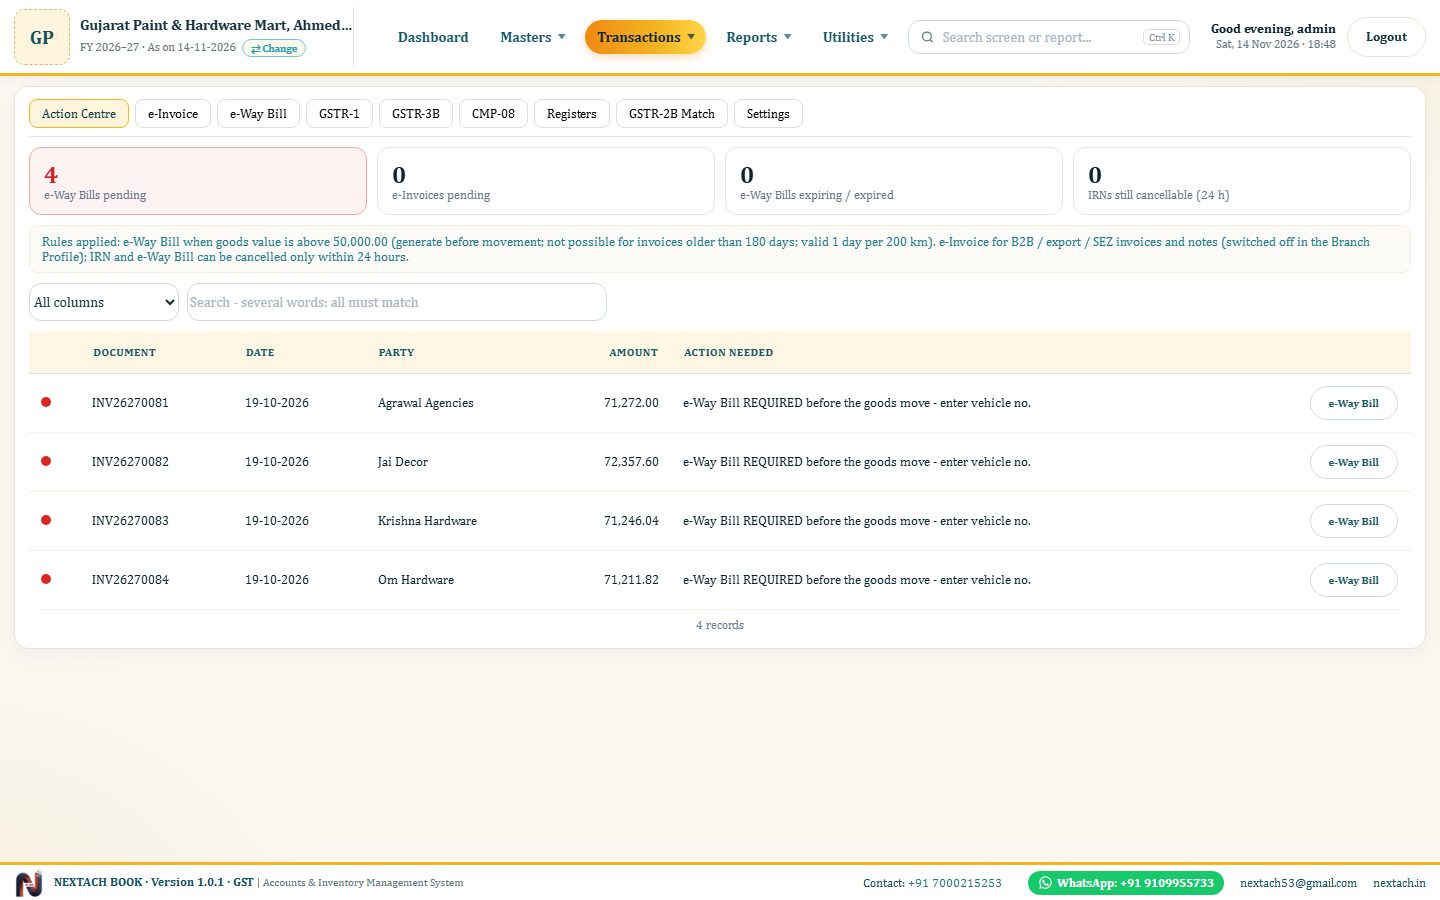 GP
Gujarat Paint & Hardware Mart, Ahmed...
FY 2026–27 · As on 14-11-2026 ⇄ Change
Dashboard Masters Transactions Reports Utilities
Search screen or report... Ctrl K
Good evening, admin
Sat, 14 Nov 2026 · 18:48
Logout
Action Centre e-Invoice e-Way Bill GSTR-1 GSTR-3B CMP-08 Registers GSTR-2B Match Settings
4
e-Way Bills pending
0
e-Invoices pending
0
e-Way Bills expiring / expired
0
IRNs still cancellable (24 h)
Rules applied: e-Way Bill when goods value is above 50,000.00 (generate before movement; not possible for invoices older than 180 days; valid 1 day per 200 km). e-Invoice for B2B / export / SEZ invoices and notes (switched off in the Branch
Profile); IRN and e-Way Bill can be cancelled only within 24 hours.
All columns Search - several words: all must match
DOCUMENT DATE PARTY AMOUNT ACTION NEEDED
INV26270081 19-10-2026 Agrawal Agencies 71,272.00 e-Way Bill REQUIRED before the goods move - enter vehicle no. e-Way Bill
INV26270082 19-10-2026 Jai Decor 72,357.60 e-Way Bill REQUIRED before the goods move - enter vehicle no. e-Way Bill
INV26270083 19-10-2026 Krishna Hardware 71,246.04 e-Way Bill REQUIRED before the goods move - enter vehicle no. e-Way Bill
INV26270084 19-10-2026 Om Hardware 71,211.82 e-Way Bill REQUIRED before the goods move - enter vehicle no. e-Way Bill
4 records
NEXTACH BOOK · Version 1.0.1 · GST | Accounts & Inventory Management System
Contact: +91 7000215253 WhatsApp: +91 9109955733 nextach53@gmail.com nextach.in